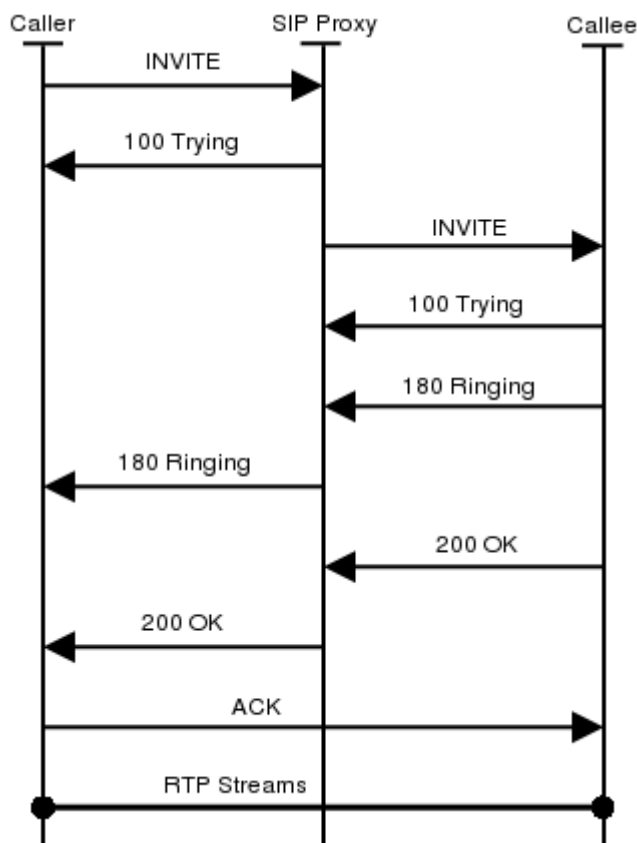 Caller
SIP Proxy
Callee
INVITE
100 Trying
INVITE
100 Trying
180 Ringing
180 Ringing
200 OK
200 OK
ACK
RTP Streams